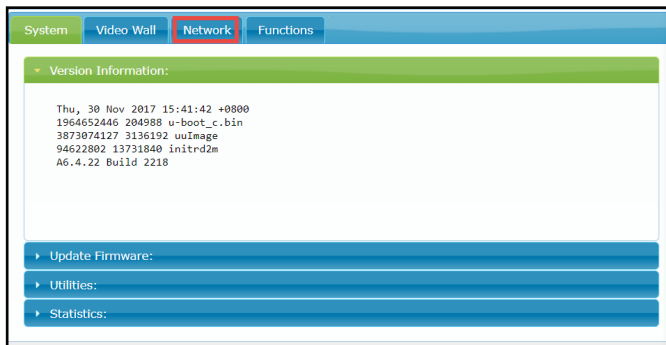 System Video Wall Network Functions
Version Information:
Thu, 30 Nov 2017 15:41:42 +0800
1964652446 204988 u-boot_c.bin
3873074127 3136192 uuImage
94622802 13731840 initrd2m
A6.4.22 Build 2218
Update Firmware:
Utilities:
Statistics: